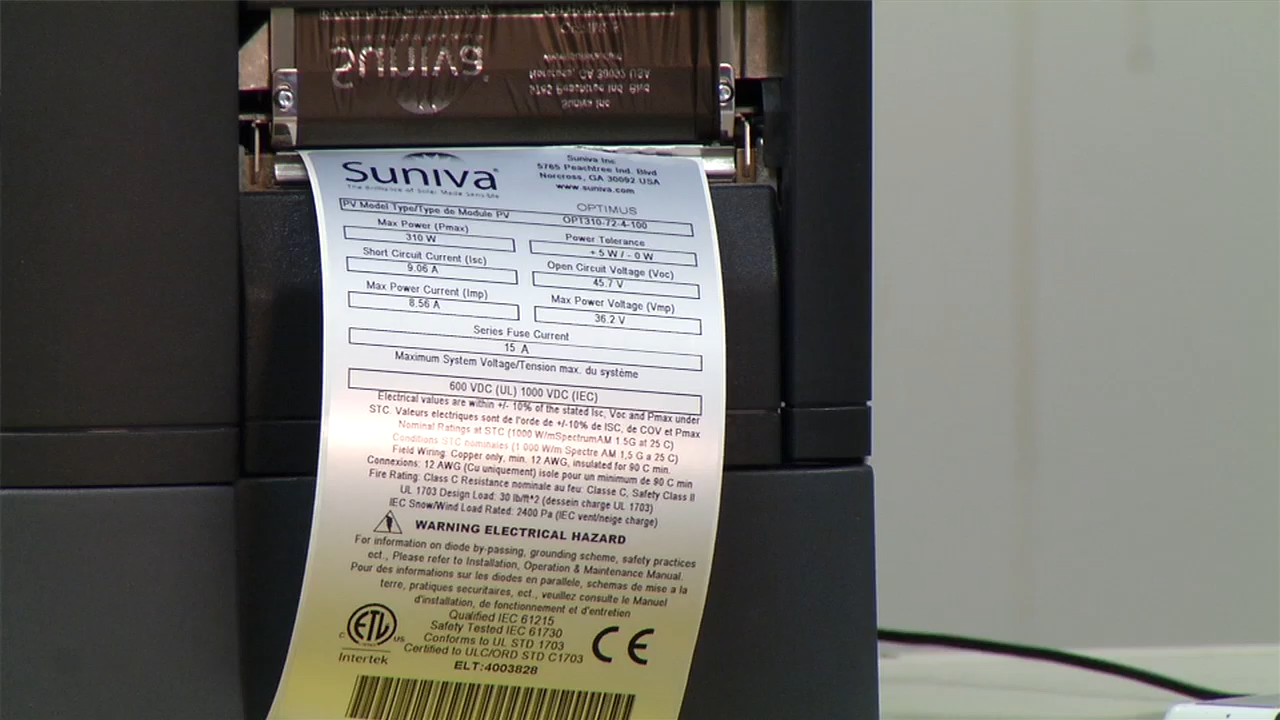 Suniva
The Brilliance of Solar Made Sensible
Suniva Inc
5765 Peachtree Ind. Blvd
Norcross, GA 30092 USA
www.suniva.com
OPTIMUS
PV Model Type/Type de Module PV
OPT310-72-4-100
Max Power (Pmax)
310 W
Power Tolerance
+ 5 W / - 0 W
Short Circuit Current (Isc)
9.06 A
Open Circuit Voltage (Voc)
45.7 V
Max Power Current (Imp)
8.56 A
Max Power Voltage (Vmp)
36.2 V
Series Fuse Current
15 A
Maximum System Voltage/Tension max. du système
600 VDC (UL) 1000 VDC (IEC)
Electrical values are within +/- 10% of the stated Isc, Voc and Pmax under
STC. Valeurs electriques sont de l'orde de +/-10% de ISC, de COV et Pmax
Nominal Ratings at STC (1000 W/mSpectrumAM 1.5G at 25 C)
Conditions STC nominales (1 000 W/m Spectre AM 1,5 G a 25 C)
Field Wiring: Copper only, min. 12 AWG, insulated for 90 C min.
Connexions: 12 AWG (Cu uniquement) isole pour un minimum de 90 C min
Fire Rating: Class C Resistance nominale au feu: Classe C, Safety Class II
UL 1703 Design Load: 30 lb/ft^2 (dessein charge UL 1703)
IEC Snow/Wind Load Rated: 2400 Pa (IEC vent/neige charge)
WARNING ELECTRICAL HAZARD
For information on diode by-passing, grounding scheme, safety practices
ect., Please refer to Installation, Operation & Maintenance Manual.
Pour des informations sur les diodes en parallele, schemas de mise a la
terre, pratiques securitaires, ect., veuillez consulter le Manuel
d'installation, de fonctionnement et d'entretien
Qualified IEC 61215
Safety Tested IEC 61730
Conforms to UL STD 1703
Certified to ULC/ORD STD C1703
ELT:4003828
C ETL US
Intertek
CE